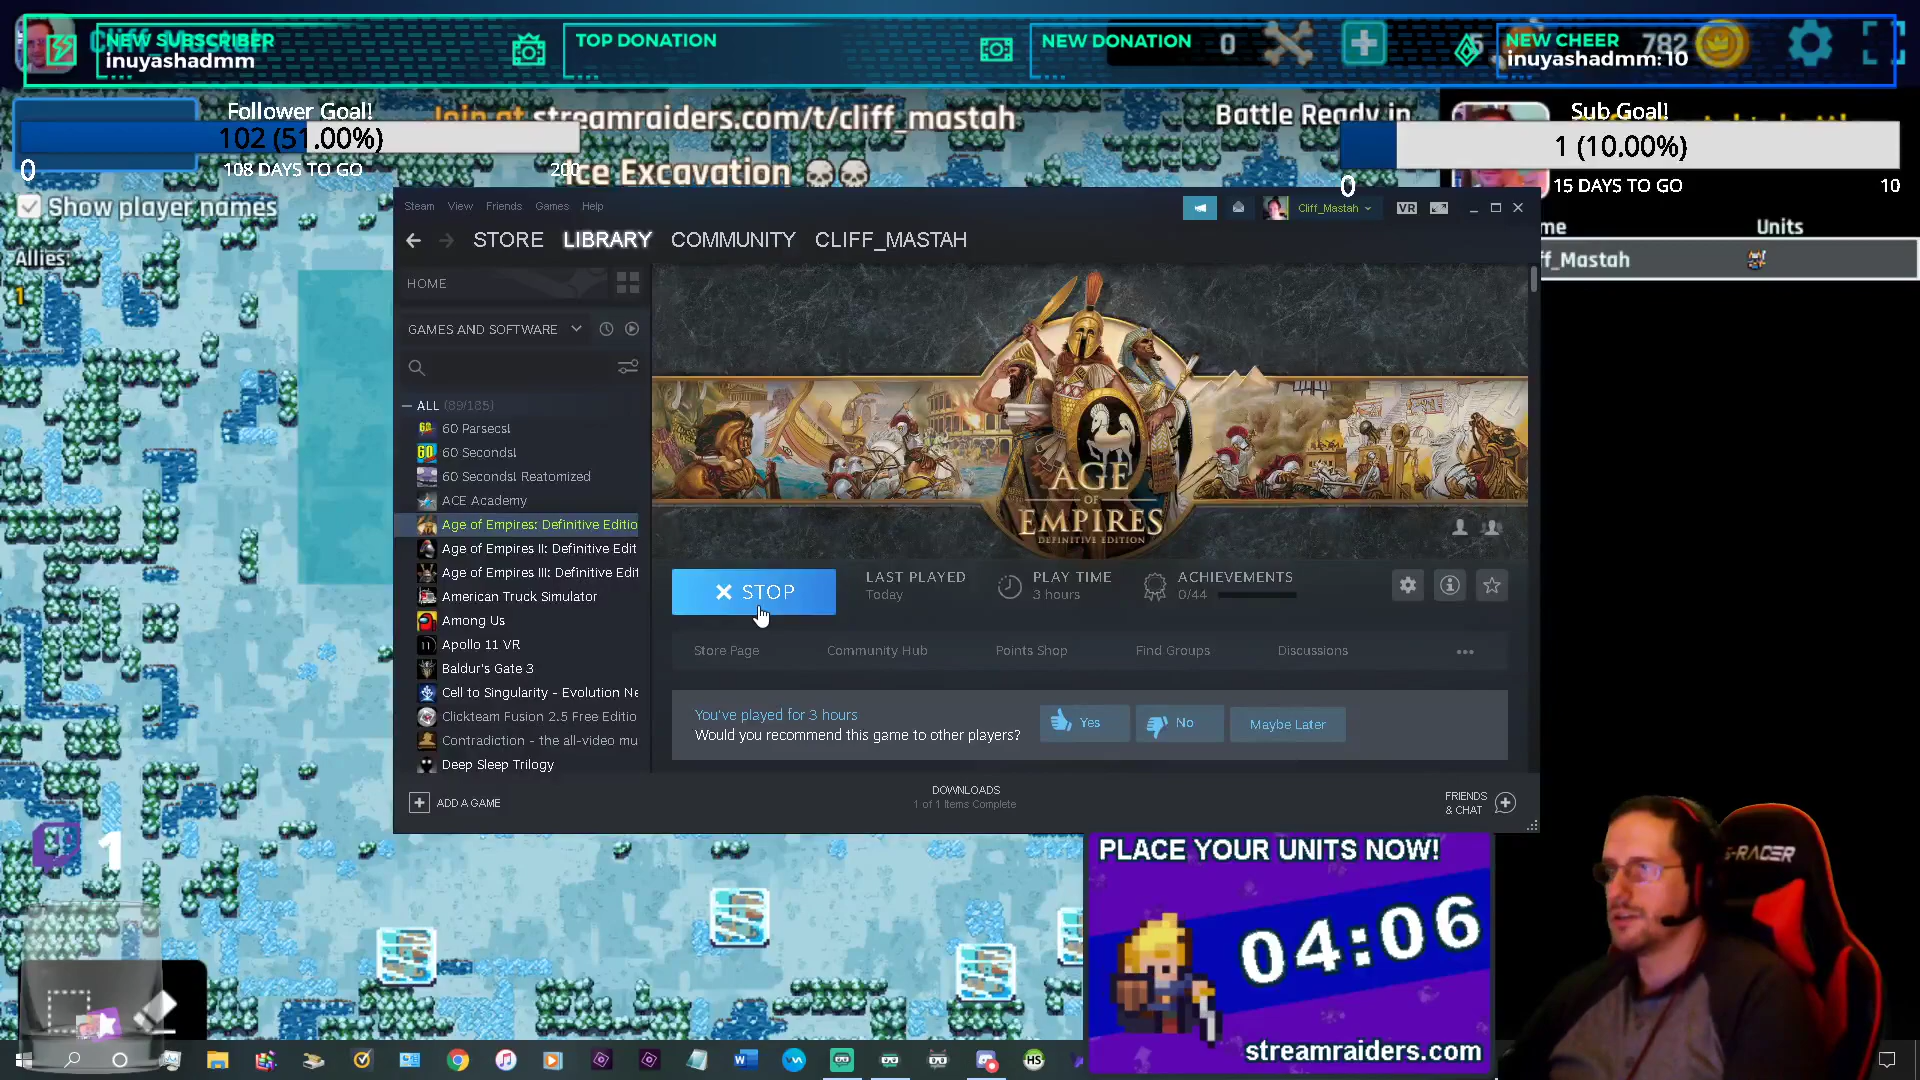 NEW SUBSCRIBER
inuyashadmm
TOP DONATION
NEW DONATION
0
NEW CHEER
782
inuyashadmm:10
Follower Goal!
102 (51.00%)
0
108 DAYS TO GO
200
Join at streamraiders.com/t/cliff_mastah
Battle Ready in
Ice Excavation
Sub Goal!
1 (10.00%)
0
15 DAYS TO GO
10
Show player names
Allies:
1
me
Units
ff_Mastah
Steam
View
Friends
Games
Help
Cliff_Mastah
VR
STORE
LIBRARY
COMMUNITY
CLIFF_MASTAH
HOME
GAMES AND SOFTWARE
ALL (89/185)
60 Parsecs!
60 Seconds!
60 Seconds! Reatomized
ACE Academy
Age of Empires: Definitive Editio
Age of Empires II: Definitive Edit
Age of Empires III: Definitive Edit
American Truck Simulator
Among Us
Apollo 11 VR
Baldur's Gate 3
Cell to Singularity - Evolution Ne
Clickteam Fusion 2.5 Free Editio
Contradiction - the all-video mu
Deep Sleep Trilogy
ADD A GAME
AGE
OF
EMPIRES
DEFINITIVE EDITION
STOP
LAST PLAYED
Today
PLAY TIME
3 hours
ACHIEVEMENTS
0/44
Store Page
Community Hub
Points Shop
Find Groups
Discussions
You've played for 3 hours
Would you recommend this game to other players?
Yes
No
Maybe Later
DOWNLOADS
1 of 1 Items Complete
FRIENDS
& CHAT
1
PLACE YOUR UNITS NOW!
04:06
streamraiders.com
S-RACER